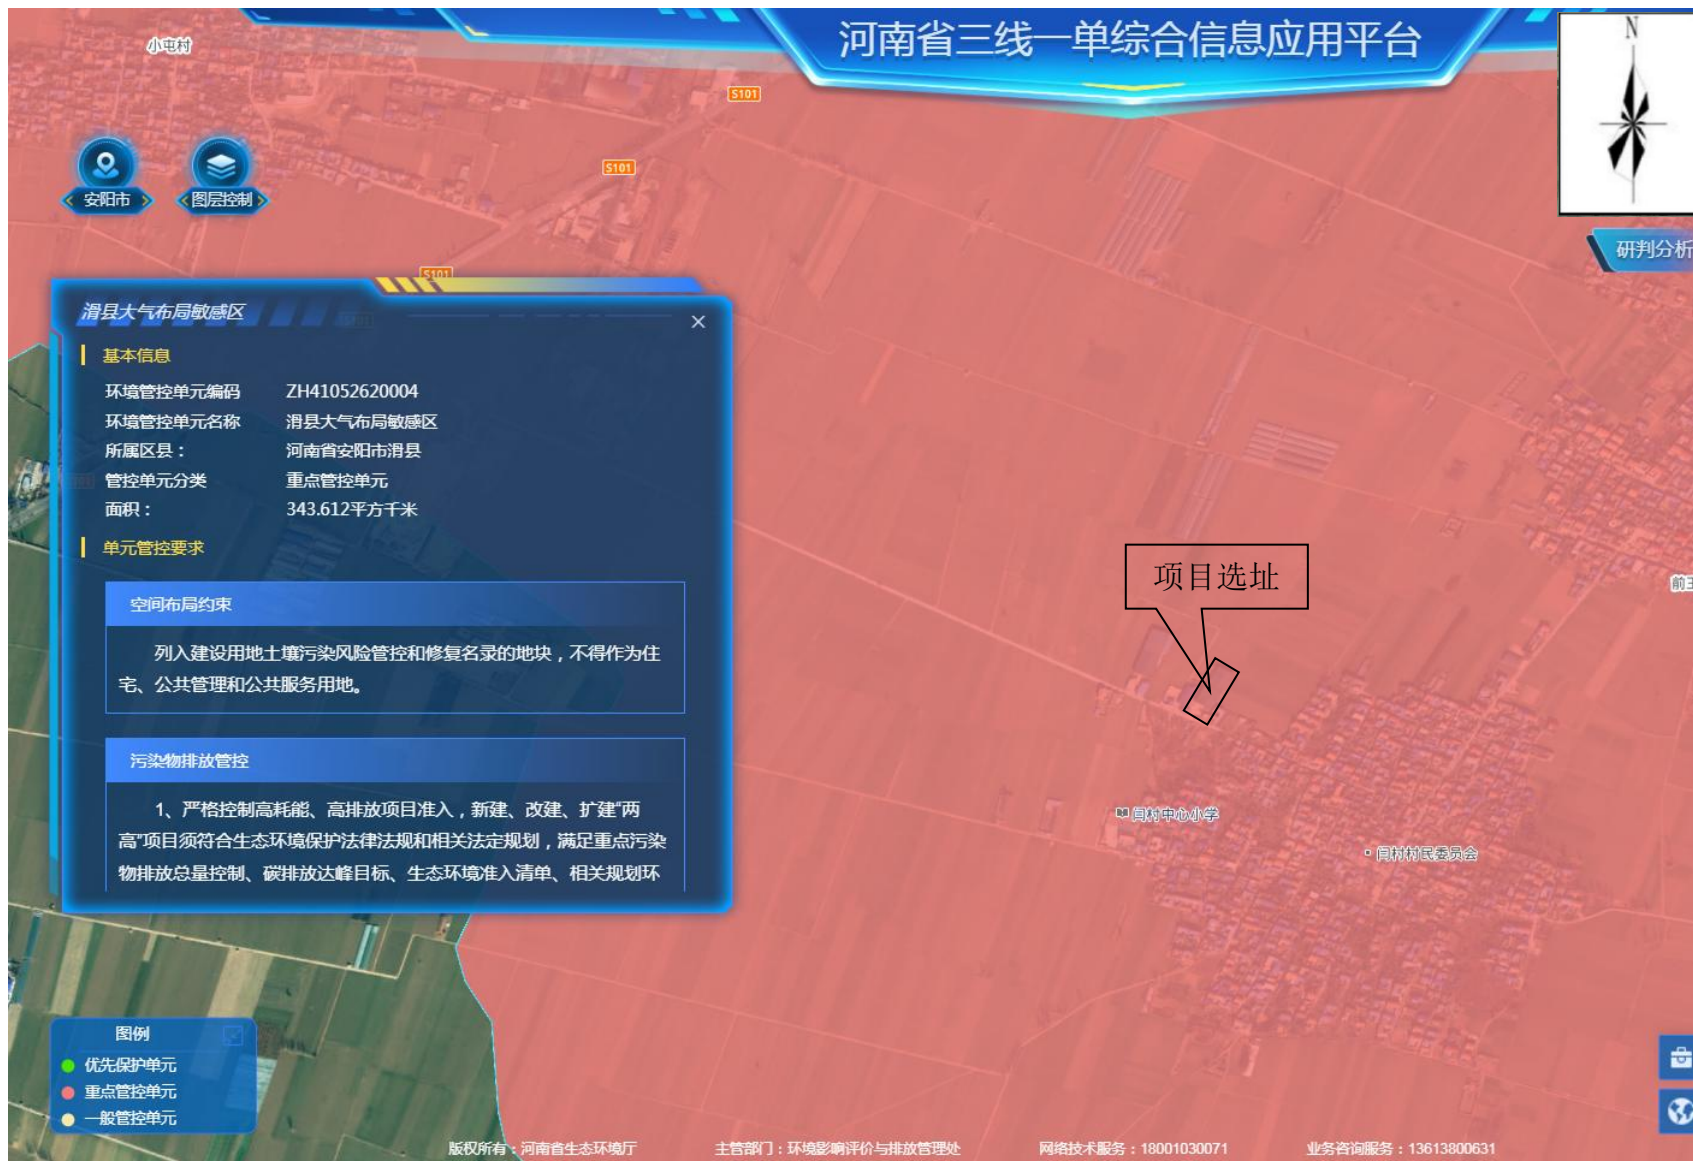 河南省三线一单综合信息应用平台
N
小屯村
S101
S101
安阳市
图层控制
研判分析
S101
滑县大气布局敏感区
基本信息
环境管控单元编码 ZH41052620004
环境管控单元名称 滑县大气布局敏感区
所属区县： 河南省安阳市滑县
管控单元分类 重点管控单元
面积： 343.612平方千米
单元管控要求
空间布局约束
列入建设用地土壤污染风险管控和修复名录的地块，不得作为住
宅、公共管理和公共服务用地。
污染物排放管控
1、严格控制高耗能、高排放项目准入，新建、改建、扩建“两
高”项目须符合生态环境保护法律法规和相关法定规划，满足重点污染
物排放总量控制、碳排放达峰目标、生态环境准入清单、相关规划环
项目选址
闫村中心小学
闫村村民委员会
图例
优先保护单元
重点管控单元
一般管控单元
版权所有：河南省生态环境厅 主管部门：环境影响评价与排放管理处 网络技术服务：18001030071 业务咨询服务：13613800631